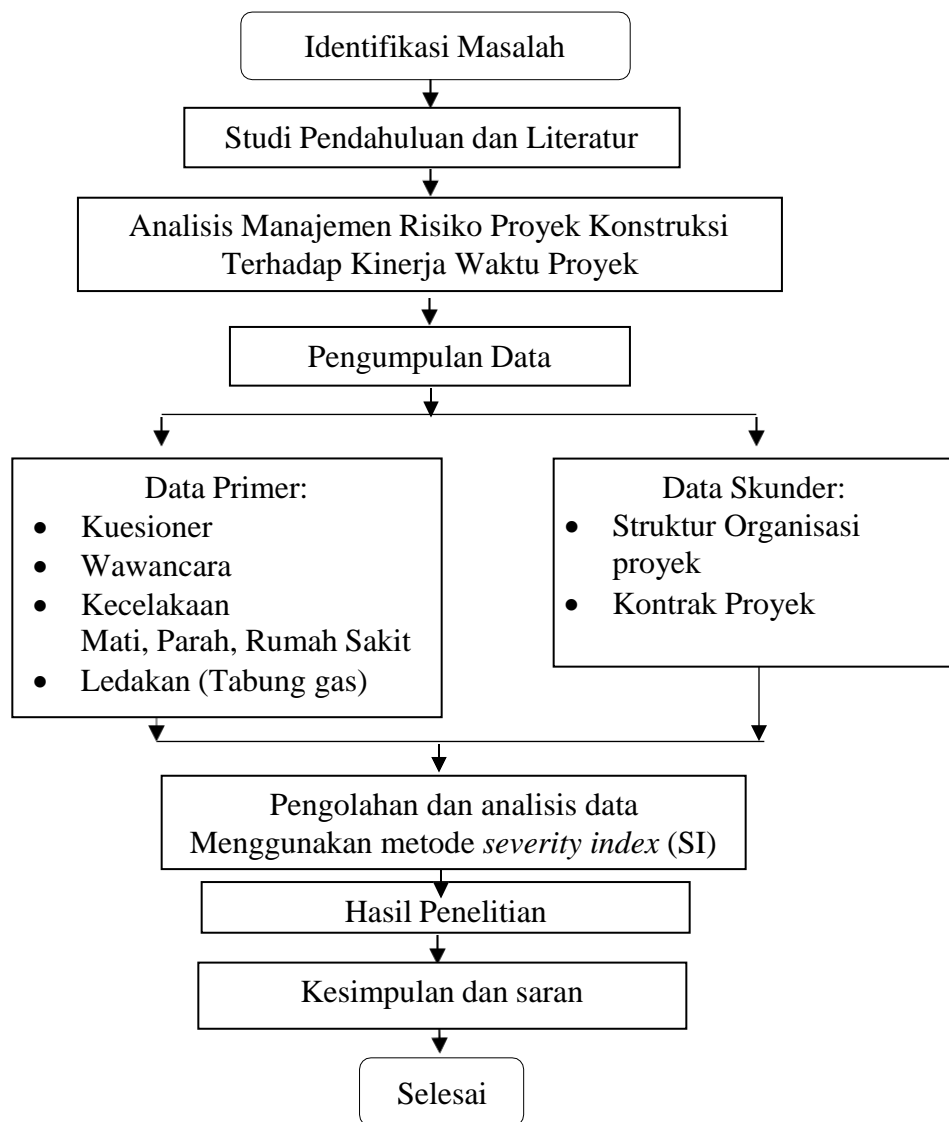 Identifikasi Masalah
Studi Pendahuluan dan Literatur
Analisis Manajemen Risiko Proyek Konstruksi
Terhadap Kinerja Waktu Proyek
Pengumpulan Data
Data Primer:
• Kuesioner
• Wawancara
• Kecelakaan
Mati, Parah, Rumah Sakit
• Ledakan (Tabung gas)
Data Skunder:
• Struktur Organisasi
proyek
• Kontrak Proyek
Pengolahan dan analisis data
Menggunakan metode severity index (SI)
Hasil Penelitian
Kesimpulan dan saran
Selesai